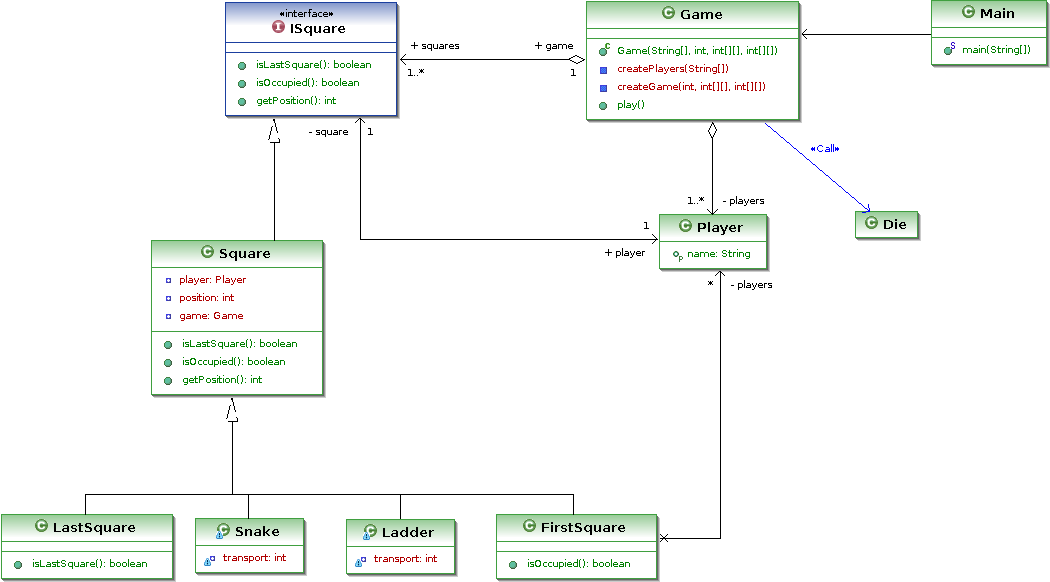 «interface»
ISquare
isLastSquare(): boolean
isOccupied(): boolean
getPosition(): int
+ squares
1..*
+ game
1
Game
Game(String[], int, int[][], int[][])
createPlayers(String[])
createGame(int, int[][], int[][])
play()
Main
main(String[])
- square
1
«Call»
1..*
- players
Die
1
+ player
Player
name: String
*
- players
Square
player: Player
position: int
game: Game
isLastSquare(): boolean
isOccupied(): boolean
getPosition(): int
LastSquare
isLastSquare(): boolean
Snake
transport: int
Ladder
transport: int
FirstSquare
isOccupied(): boolean